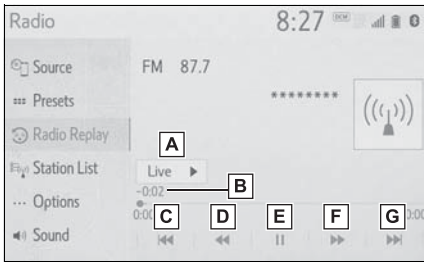 Radio 8:27 DCM
Source FM 87.7
Presets ********
Radio Replay A
Station List Live
-0:02 B
Options
0:00 C D E F G
Sound